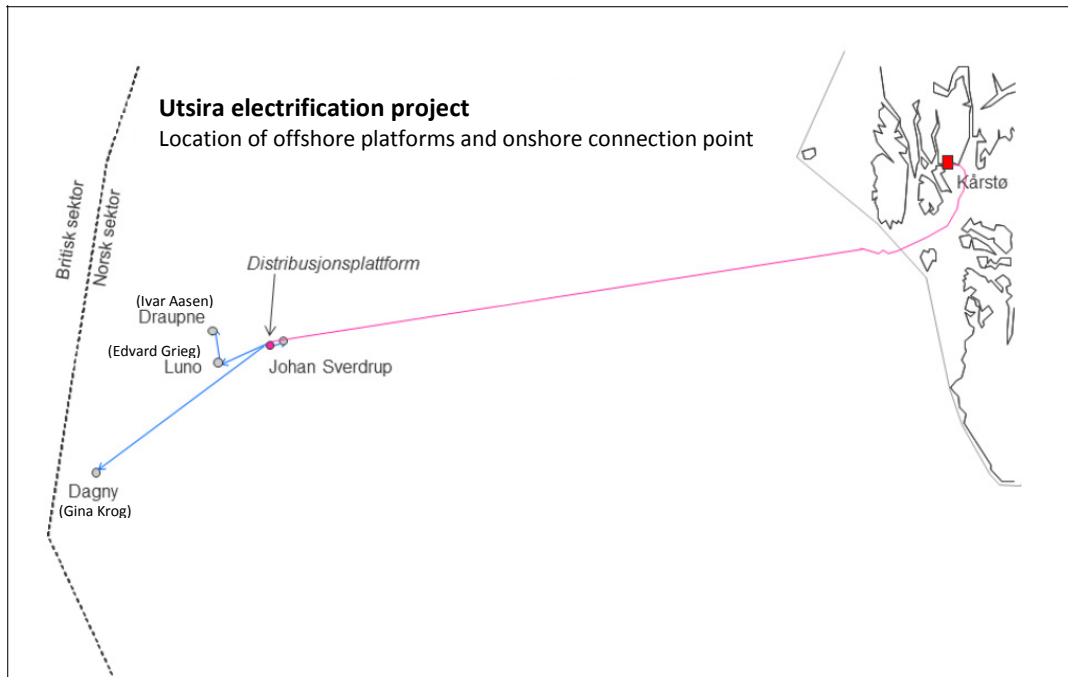 Utsira electrification project
Location of offshore platforms and onshore connection point
Kårstø
Britisk sektor
Norsk sektor
Distribusjonsplattform
(Ivar Aasen)
Draupne
(Edvard Grieg)
Luno
Johan Sverdrup
Dagny
(Gina Krog)